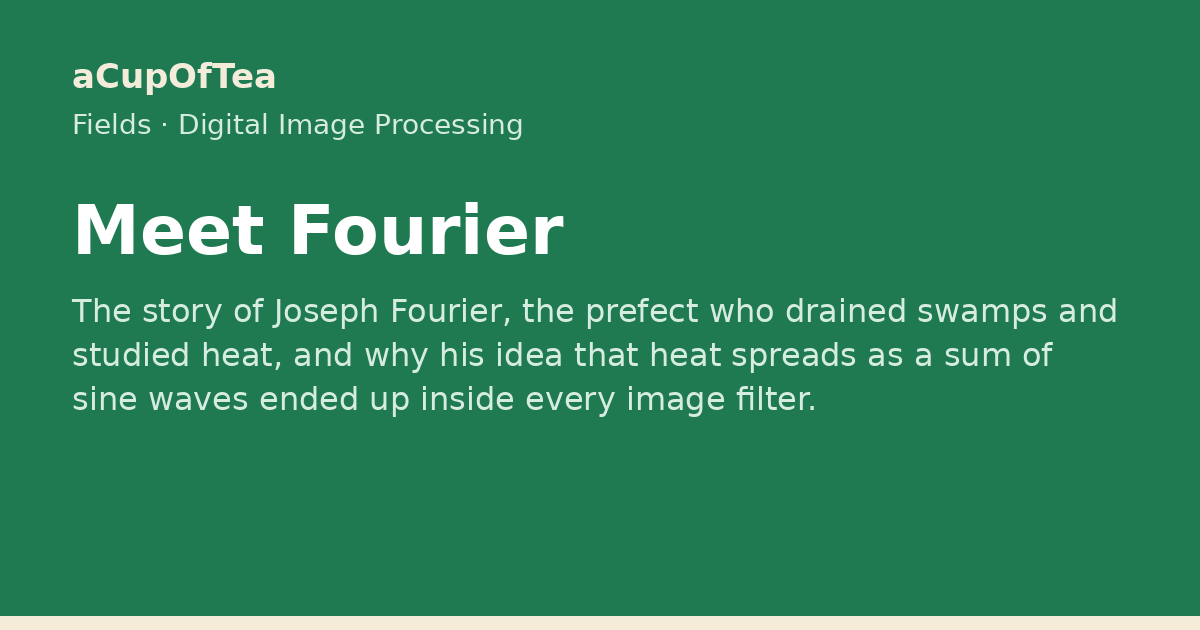 aCupOfTea
Fields · Digital Image Processing
Meet Fourier
The story of Joseph Fourier, the prefect who drained swamps and
studied heat, and why his idea that heat spreads as a sum of
sine waves ended up inside every image filter.